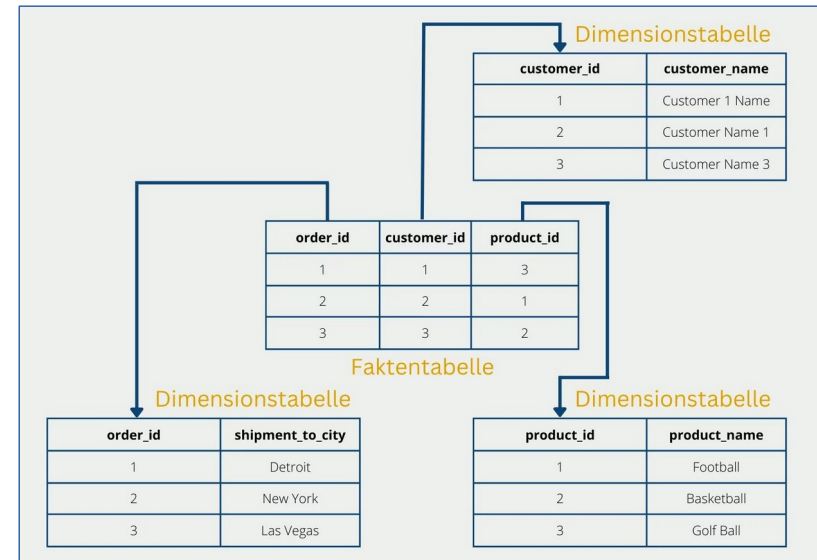 Dimensionstabelle
customer_id customer_name
1 Customer 1 Name
2 Customer Name 1
3 Customer Name 3
order_id customer_id product_id
1 1 3
2 2 1
3 3 2
Faktentabelle
Dimensionstabelle
order_id shipment_to_city
1 Detroit
2 New York
3 Las Vegas
Dimensionstabelle
product_id product_name
1 Football
2 Basketball
3 Golf Ball